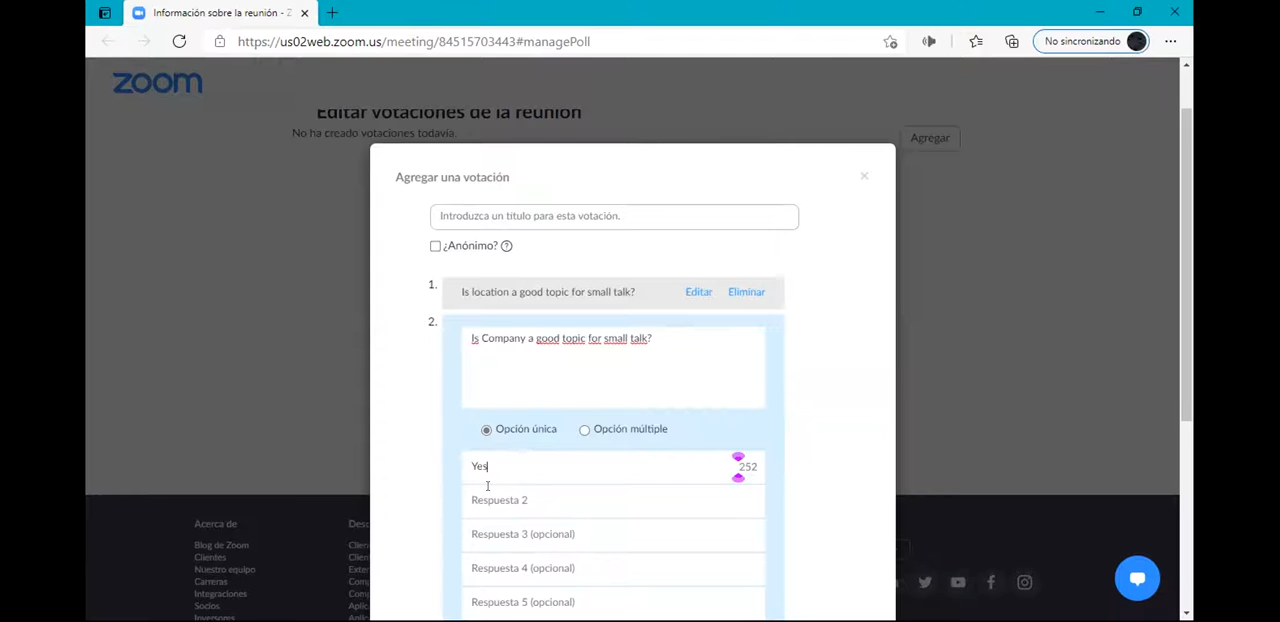 Información sobre la reunión - Z
https://us02web.zoom.us/meeting/84515703443#managePoll
No sincronizando
zoom
Editar votaciones de la reunión
No ha creado votaciones todavía.
Agregar
Agregar una votación
Introduzca un título para esta votación.
¿Anónimo?
1.
Is location a good topic for small talk?
Editar
Eliminar
2.
Is Company a good topic for small talk?
Opción única
Opción múltiple
Yes
252
Respuesta 2
Respuesta 3 (opcional)
Respuesta 4 (opcional)
Respuesta 5 (opcional)
Acerca de
Blog de Zoom
Clientes
Nuestro equipo
Carreras
Integraciones
Socios
Inversores